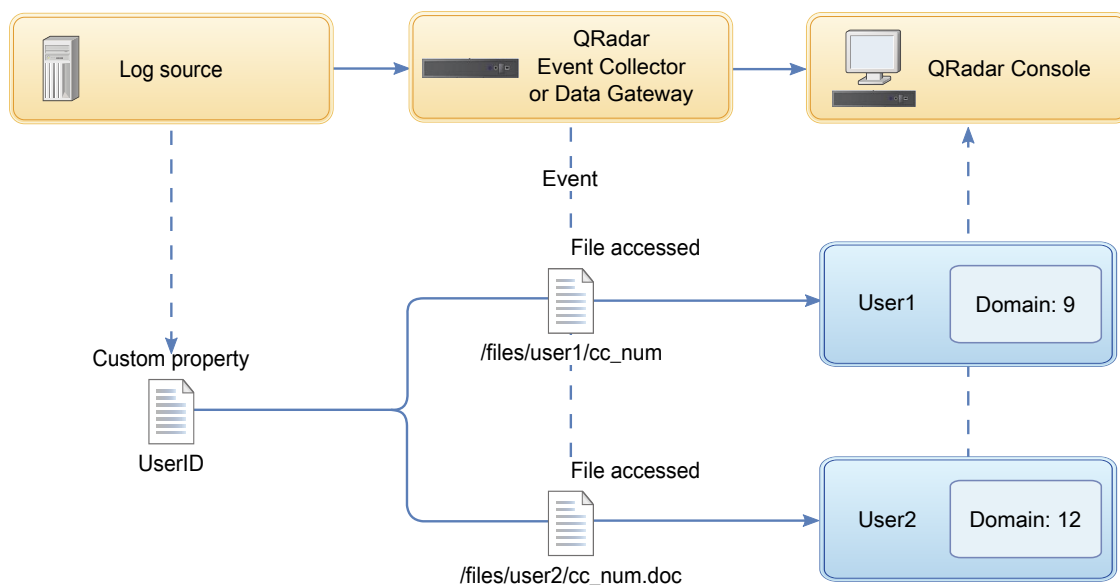 Log source
QRadar
Event Collector
or Data Gateway
QRadar Console
Event
File accessed
User1
Domain: 9
/files/user1/cc_num
Custom property
UserID
File accessed
User2
Domain: 12
/files/user2/cc_num.doc